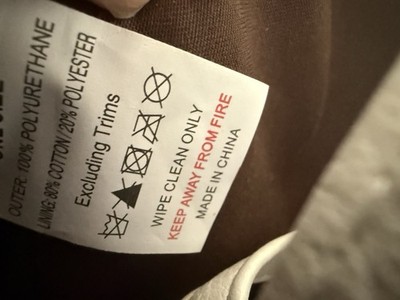 OUTER: 100% POLYURETHANE
LINING: 80% COTTON/20% POLYESTER
Excluding Trims
WIPE CLEAN ONLY
KEEP AWAY FROM FIRE
MADE IN CHINA